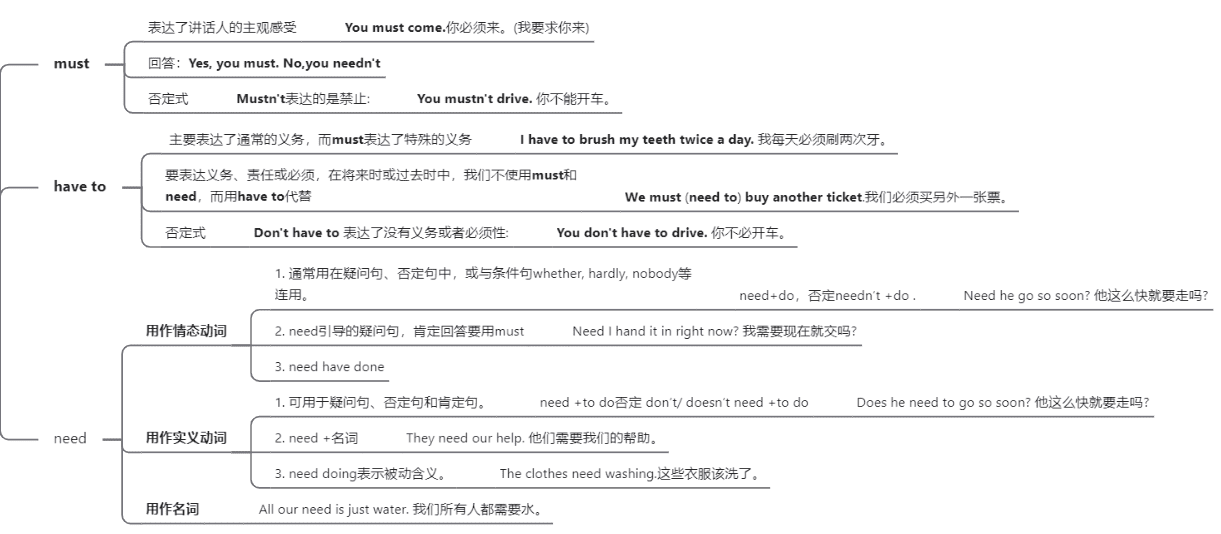 表达了讲话人的主观感受 You must come.你必须来。(我要求你来)
must
回答：Yes, you must. No,you needn't
否定式 Mustn't表达的是禁止: You mustn't drive. 你不能开车。
主要表达了通常的义务，而must表达了特殊的义务 I have to brush my teeth twice a day. 我每天必须刷两次牙。
have to
要表达义务、责任或必须，在将来时或过去时中，我们不使用must和
need，而用have to代替 We must (need to) buy another ticket.我们必须买另外一张票。
否定式 Don't have to 表达了没有义务或者必须性: You don't have to drive. 你不必开车。
need
用作情态动词
1. 通常用在疑问句、否定句中，或与条件句whether, hardly, nobody等
连用。 need+do，否定needn't +do . Need he go so soon? 他这么快就要走吗?
2. need引导的疑问句，肯定回答要用must Need I hand it in right now? 我需要现在就交吗?
3. need have done
用作实义动词
1. 可用于疑问句、否定句和肯定句。 need +to do否定 don't/ doesn't need +to do Does he need to go so soon? 他这么快就要走吗?
2. need +名词 They need our help. 他们需要我们的帮助。
3. need doing表示被动含义。 The clothes need washing.这些衣服该洗了。
用作名词 All our need is just water. 我们所有人都需要水。